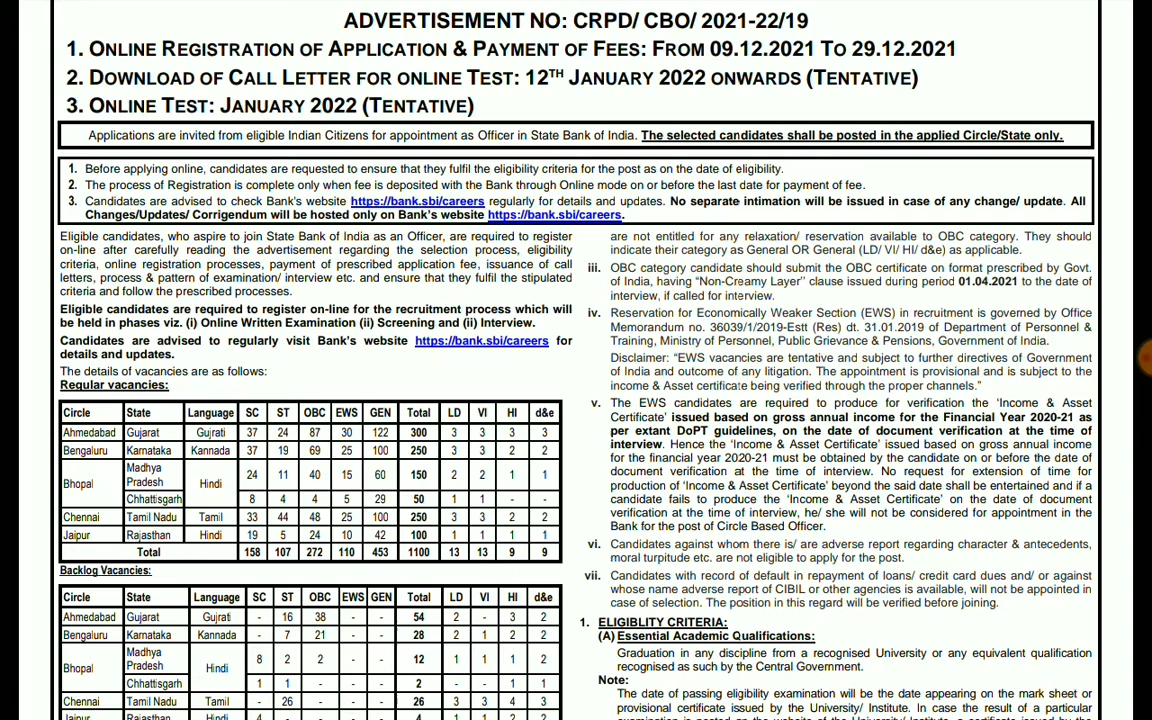 ADVERTISEMENT NO: CRPD/ CBO/ 2021-22/19
1. ONLINE REGISTRATION OF APPLICATION & PAYMENT OF FEES: FROM 09.12.2021 TO 29.12.2021
2. DOWNLOAD OF CALL LETTER FOR ONLINE TEST: 12TH JANUARY 2022 ONWARDS (TENTATIVE)
3. ONLINE TEST: JANUARY 2022 (TENTATIVE)
Applications are invited from eligible Indian Citizens for appointment as Officer in State Bank of India. The selected candidates shall be posted in the applied Circle/State only.
1. Before applying online, candidates are requested to ensure that they fulfil the eligibility criteria for the post as on the date of eligibility.
2. The process of Registration is complete only when fee is deposited with the Bank through Online mode on or before the last date for payment of fee.
3. Candidates are advised to check Bank's website https://bank.sbi/careers regularly for details and updates. No separate intimation will be issued in case of any change/ update. All
Changes/Updates/ Corrigendum will be hosted only on Bank's website https://bank.sbi/careers.
Eligible candidates, who aspire to join State Bank of India as an Officer, are required to register
on-line after carefully reading the advertisement regarding the selection process, eligibility
criteria, online registration processes, payment of prescribed application fee, issuance of call
letters, process & pattern of examination/ interview etc. and ensure that they fulfil the stipulated
criteria and follow the prescribed processes.
Eligible candidates are required to register on-line for the recruitment process which will
be held in phases viz. (i) Online Written Examination (ii) Screening and (ii) Interview.
Candidates are advised to regularly visit Bank's website https://bank.sbi/careers for
details and updates.
The details of vacancies are as follows:
Regular vacancies:
Circle State Language SC ST OBC EWS GEN Total LD VI HI d&e
Ahmedabad Gujarat Gujrati 37 24 87 30 122 300 3 3 3 3
Bengaluru Karnataka Kannada 37 19 69 25 100 250 3 3 2 2
Bhopal Madhya Pradesh Hindi 24 11 40 15 60 150 2 2 1 1
Chhattisgarh 8 4 4 5 29 50 1 1 - -
Chennai Tamil Nadu Tamil 33 44 48 25 100 250 3 3 2 2
Jaipur Rajasthan Hindi 19 5 24 10 42 100 1 1 1 1
Total 158 107 272 110 453 1100 13 13 9 9
Backlog Vacancies:
Circle State Language SC ST OBC EWS GEN Total LD VI HI d&e
Ahmedabad Gujarat Gujrati - 16 38 - - 54 2 - 3 2
Bengaluru Karnataka Kannada - 7 21 - - 28 2 1 2 2
Bhopal Madhya Pradesh Hindi 8 2 2 - - 12 1 1 1 2
Chhattisgarh 1 1 - - - 2 - - 1 1
Chennai Tamil Nadu Tamil - 26 - - - 26 3 3 4 3
Jaipur Rajasthan Hindi 4 - - - - 4 1 1 2 2
are not entitled for any relaxation/ reservation available to OBC category. They should
indicate their category as General OR General (LD/ VI/ HI/ d&e) as applicable.
iii. OBC category candidate should submit the OBC certificate on format prescribed by Govt.
of India, having "Non-Creamy Layer" clause issued during period 01.04.2021 to the date of
interview, if called for interview.
iv. Reservation for Economically Weaker Section (EWS) in recruitment is governed by Office
Memorandum no. 36039/1/2019-Estt (Res) dt. 31.01.2019 of Department of Personnel &
Training, Ministry of Personnel, Public Grievance & Pensions, Government of India.
Disclaimer: "EWS vacancies are tentative and subject to further directives of Government
of India and outcome of any litigation. The appointment is provisional and is subject to the
income & Asset certificate being verified through the proper channels."
v. The EWS candidates are required to produce for verification the 'Income & Asset
Certificate' issued based on gross annual income for the Financial Year 2020-21 as
per extant DoPT guidelines, on the date of document verification at the time of
interview. Hence the 'Income & Asset Certificate' issued based on gross annual income
for the financial year 2020-21 must be obtained by the candidate on or before the date of
document verification at the time of interview. No request for extension of time for
production of 'Income & Asset Certificate' beyond the said date shall be entertained and if a
candidate fails to produce the 'Income & Asset Certificate' on the date of document
verification at the time of interview, he/ she will not be considered for appointment in the
Bank for the post of Circle Based Officer.
vi. Candidates against whom there is/ are adverse report regarding character & antecedents,
moral turpitude etc. are not eligible to apply for the post.
vii. Candidates with record of default in repayment of loans/ credit card dues and/ or against
whose name adverse report of CIBIL or other agencies is available, will not be appointed in
case of selection. The position in this regard will be verified before joining.
1. ELIGIBLITY CRITERIA:
(A) Essential Academic Qualifications:
Graduation in any discipline from a recognised University or any equivalent qualification
recognised as such by the Central Government.
Note:
The date of passing eligibility examination will be the date appearing on the mark sheet or
provisional certificate issued by the University/ Institute. In case the result of a particular